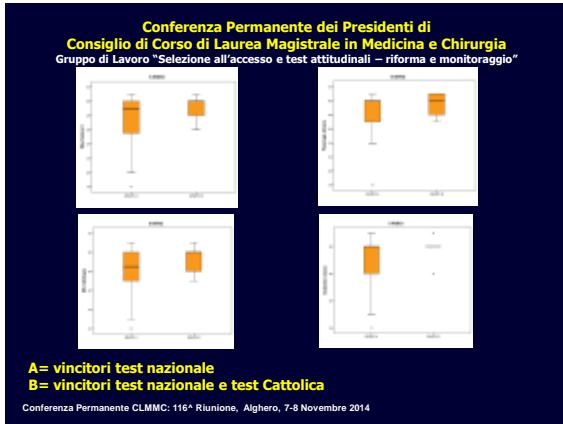 Conferenza Permanente dei Presidenti di
Consiglio di Corso di Laurea Magistrale in Medicina e Chirurgia
Gruppo di Lavoro “Selezione all’accesso e test attitudinali – riforma e monitoraggio”
A= vincitori test nazionale
B= vincitori test nazionale e test Cattolica
Conferenza Permanente CLMMC: 116^ Riunione, Alghero, 7-8 Novembre 2014